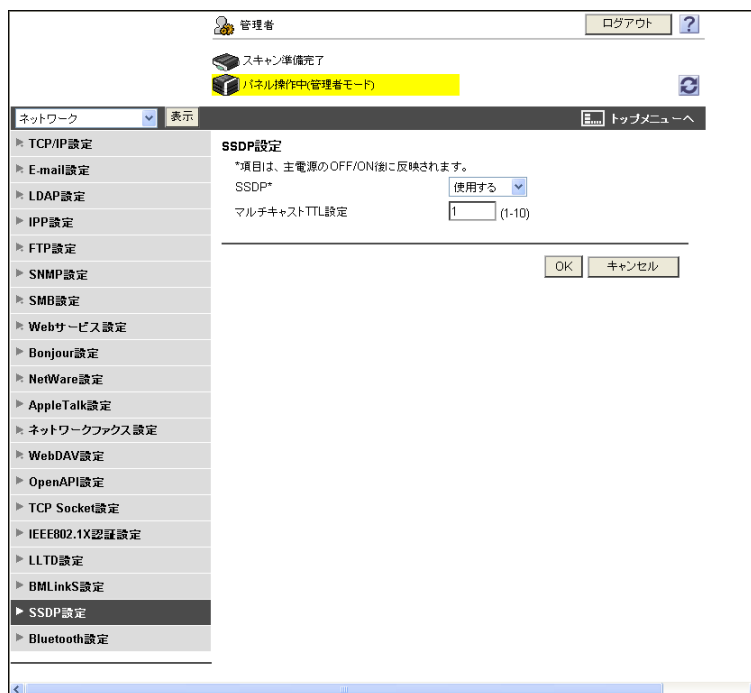 管理者
ログアウト
?
スキャン準備完了
パネル操作中(管理者モード)
ネットワーク
表示
トップメニューへ
TCP/IP設定
E-mail設定
LDAP設定
IPP設定
FTP設定
SNMP設定
SMB設定
Webサービス設定
Bonjour設定
NetWare設定
AppleTalk設定
ネットワークファクス設定
WebDAV設定
OpenAPI設定
TCP Socket設定
IEEE802.1X認証設定
LLTD設定
BMLinkS設定
SSDP設定
Bluetooth設定
SSDP設定
*項目は、主電源のOFF/ON後に反映されます。
SSDP*
使用する
マルチキャストTTL設定
1
(1-10)
OK
キャンセル